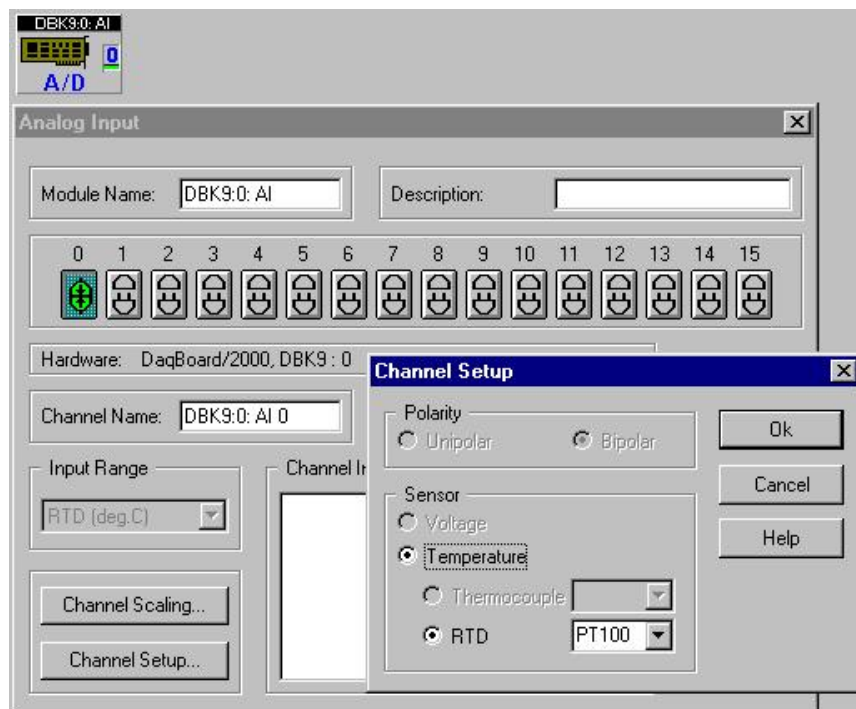 DBK9:0: AI
0
A/D
Analog Input
Module Name: DBK9:0: AI
Description:
0 1 2 3 4 5 6 7 8 9 10 11 12 13 14 15
Hardware: DaqBoard/2000, DBK9 : 0
Channel Name: DBK9:0: AI 0
Input Range
RTD (deg.C)
Channel Scaling...
Channel Setup...
Channel Setup
Polarity
Unipolar
Bipolar
Sensor
Voltage
Temperature
Thermocouple
RTD PT100
Ok
Cancel
Help